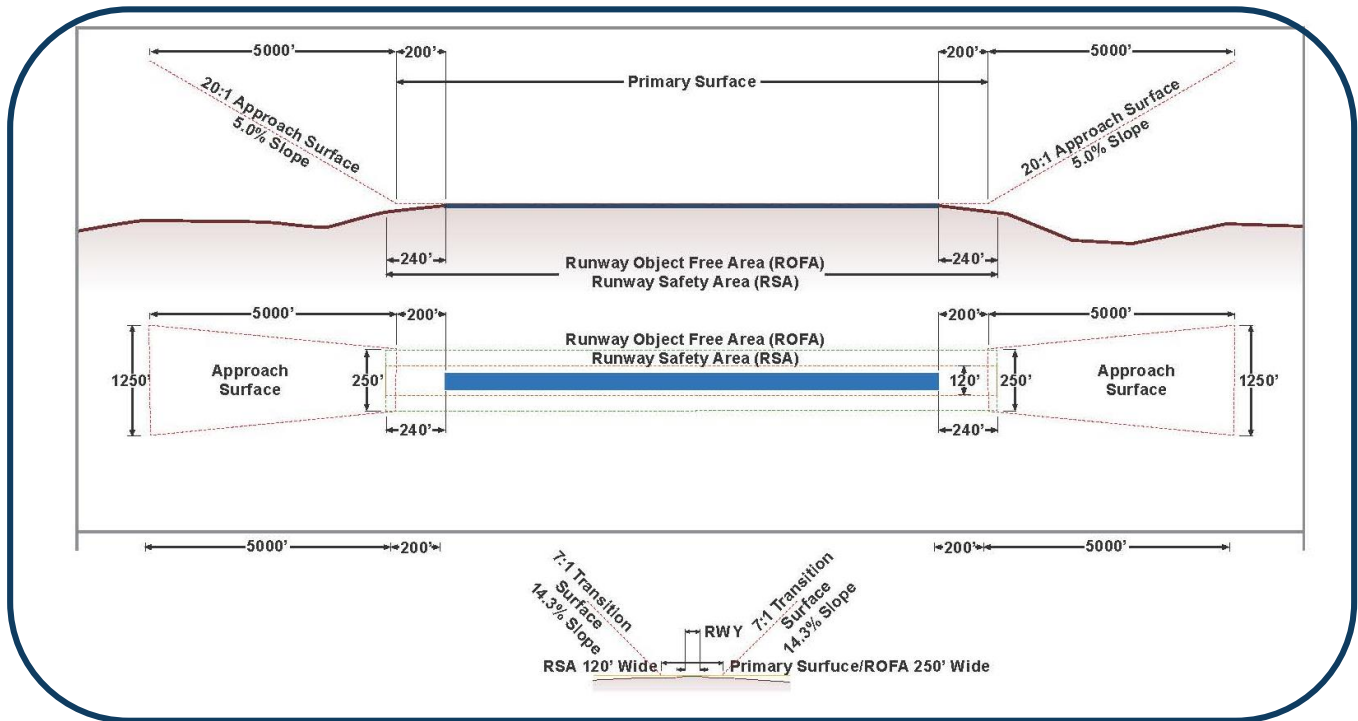 5000’
200’
200’
5000’
Primary Surface
20:1 Approach Surface
5.0% Slope
20:1 Approach Surface
5.0% Slope
240’
240’
Runway Object Free Area (ROFA)
Runway Safety Area (RSA)
5000’
200’
200’
5000’
Runway Object Free Area (ROFA)
Runway Safety Area (RSA)
1250’
Approach
Surface
250’
120’
250’
Approach
Surface
1250’
240’
240’
5000’
200’
200’
5000’
7:1 Transition
Surface
14.3% Slope
7:1 Transition
Surface
14.3% Slope
RWY
RSA 120’ Wide
Primary Surfuce/ROFA 250’ Wide